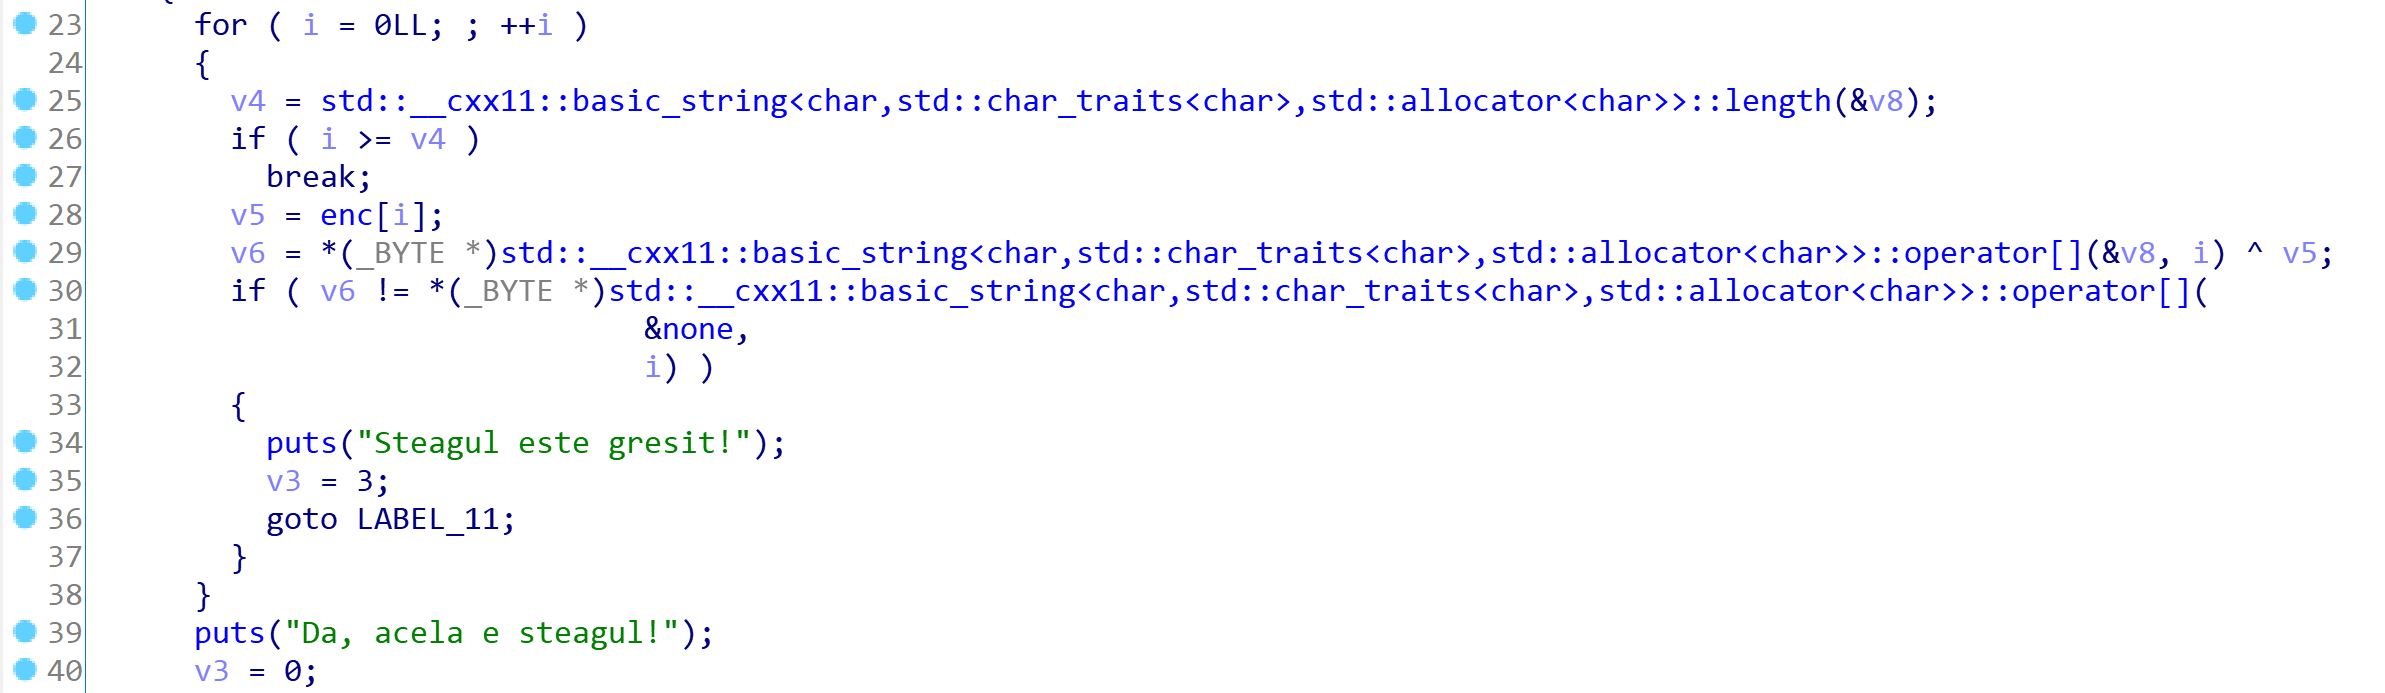 23 for ( i = 0LL; ; ++i )
24 {
25 v4 = std::__cxx11::basic_string<char,std::char_traits<char>,std::allocator<char>>::length(&v8);
26 if ( i >= v4 )
27 break;
28 v5 = enc[i];
29 v6 = *(_BYTE *)std::__cxx11::basic_string<char,std::char_traits<char>,std::allocator<char>>::operator[](&v8, i) ^ v5;
30 if ( v6 != *(_BYTE *)std::__cxx11::basic_string<char,std::char_traits<char>,std::allocator<char>>::operator[](
31 &none,
32 i) )
33 {
34 puts("Steagul este gresit!");
35 v3 = 3;
36 goto LABEL_11;
37 }
38 }
39 puts("Da, acela e steagul!");
40 v3 = 0;